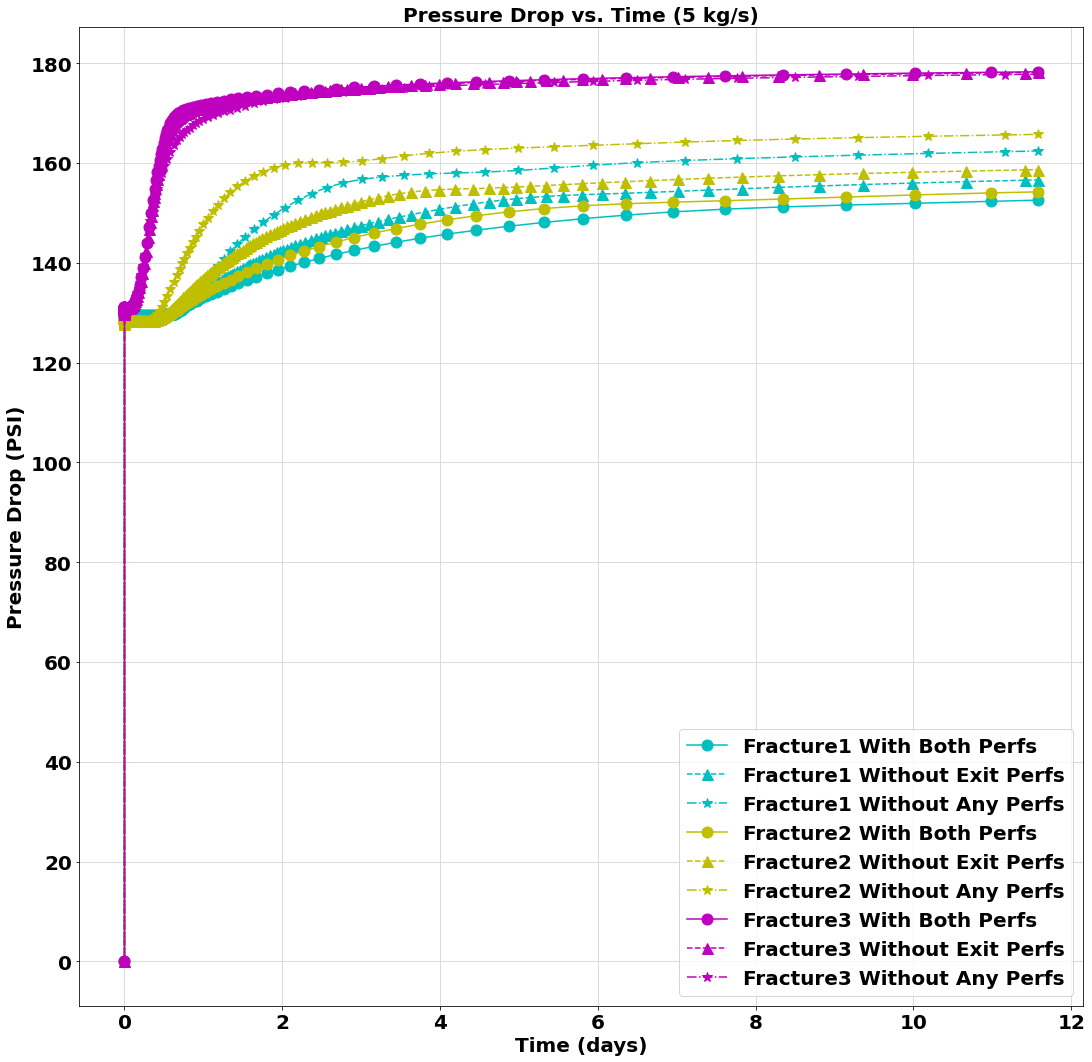 Pressure Drop vs. Time (5 kg/s)
180
160
140
120
100
80
60
40
20
0
Pressure Drop (PSI)
Fracture1 With Both Perfs
Fracture1 Without Exit Perfs
Fracture1 Without Any Perfs
Fracture2 With Both Perfs
Fracture2 Without Exit Perfs
Fracture2 Without Any Perfs
Fracture3 With Both Perfs
Fracture3 Without Exit Perfs
Fracture3 Without Any Perfs
0 2 4 6 8 10 12
Time (days)